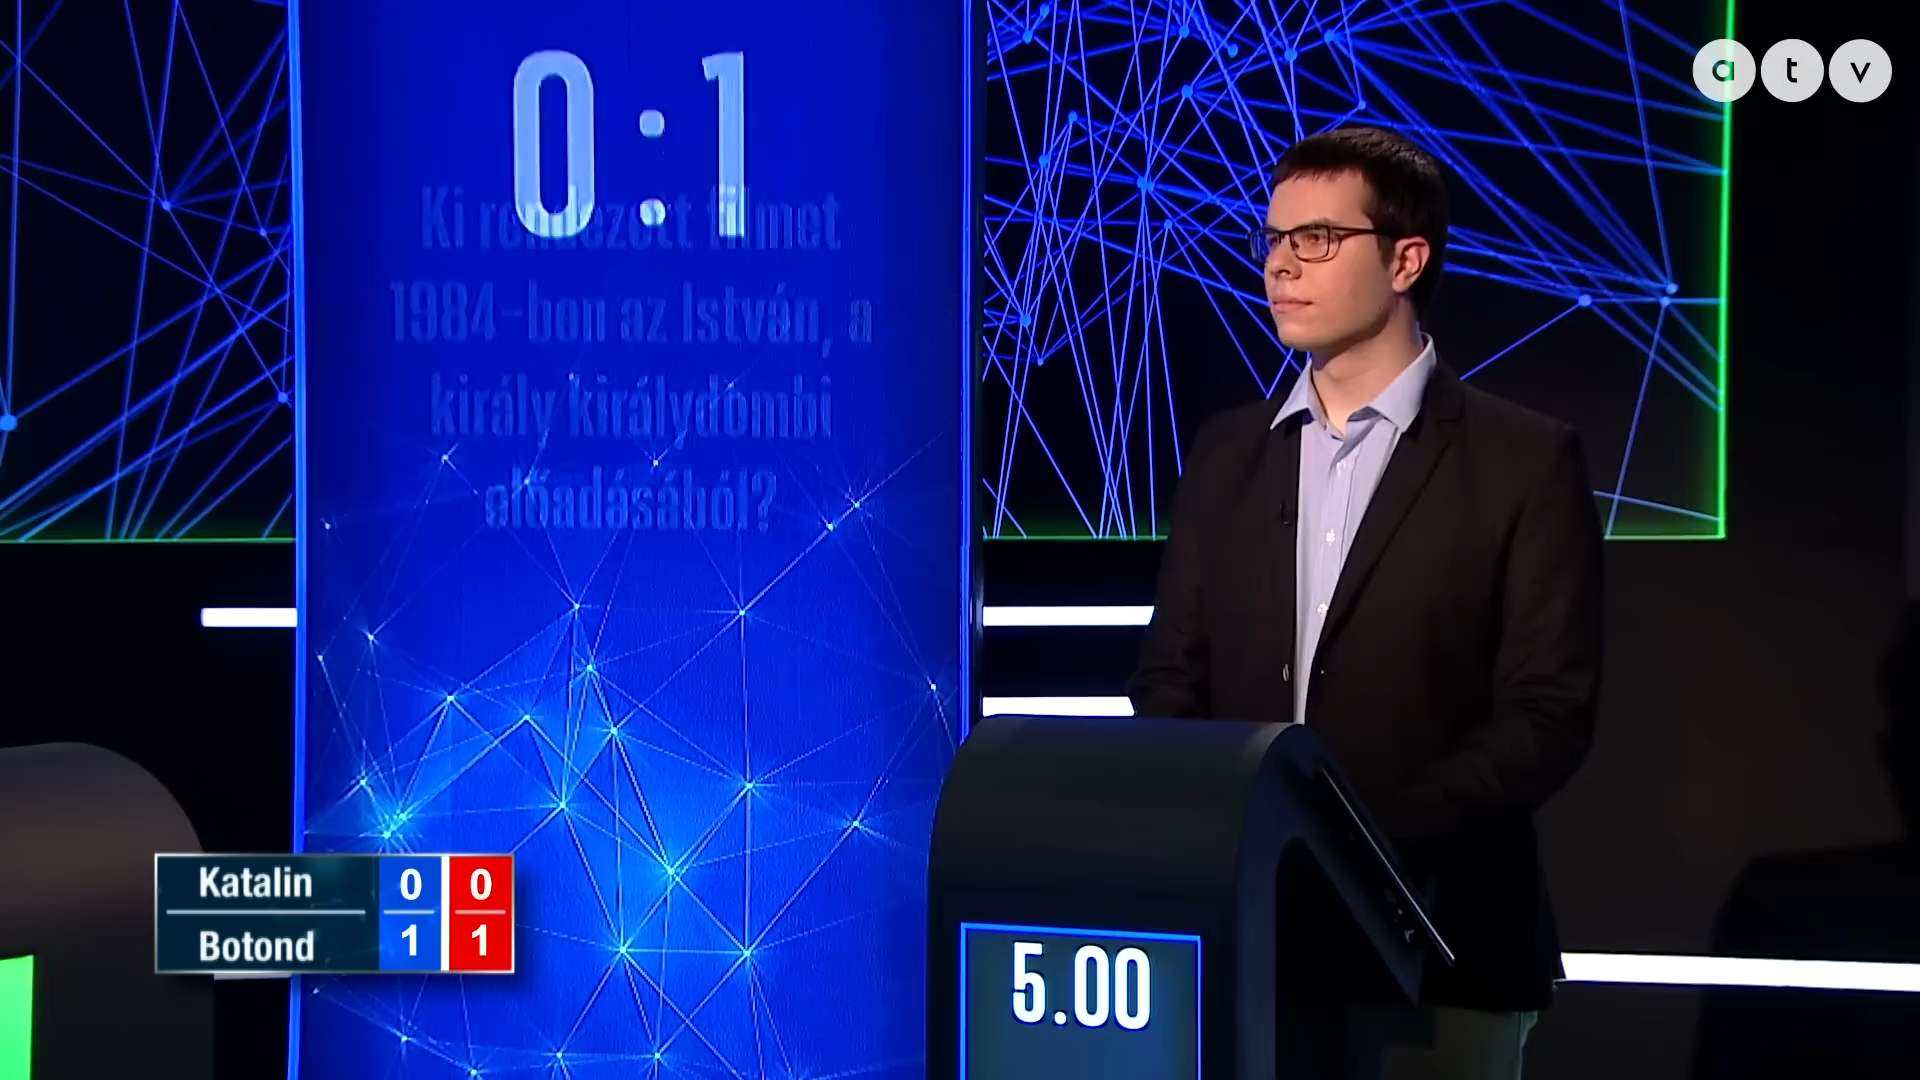 0:1
Ki rendezett filmet
1984-ben az István, a
király királydombi
előadásából?
a t v
Katalin 0 0
Botond 1 1
5.00